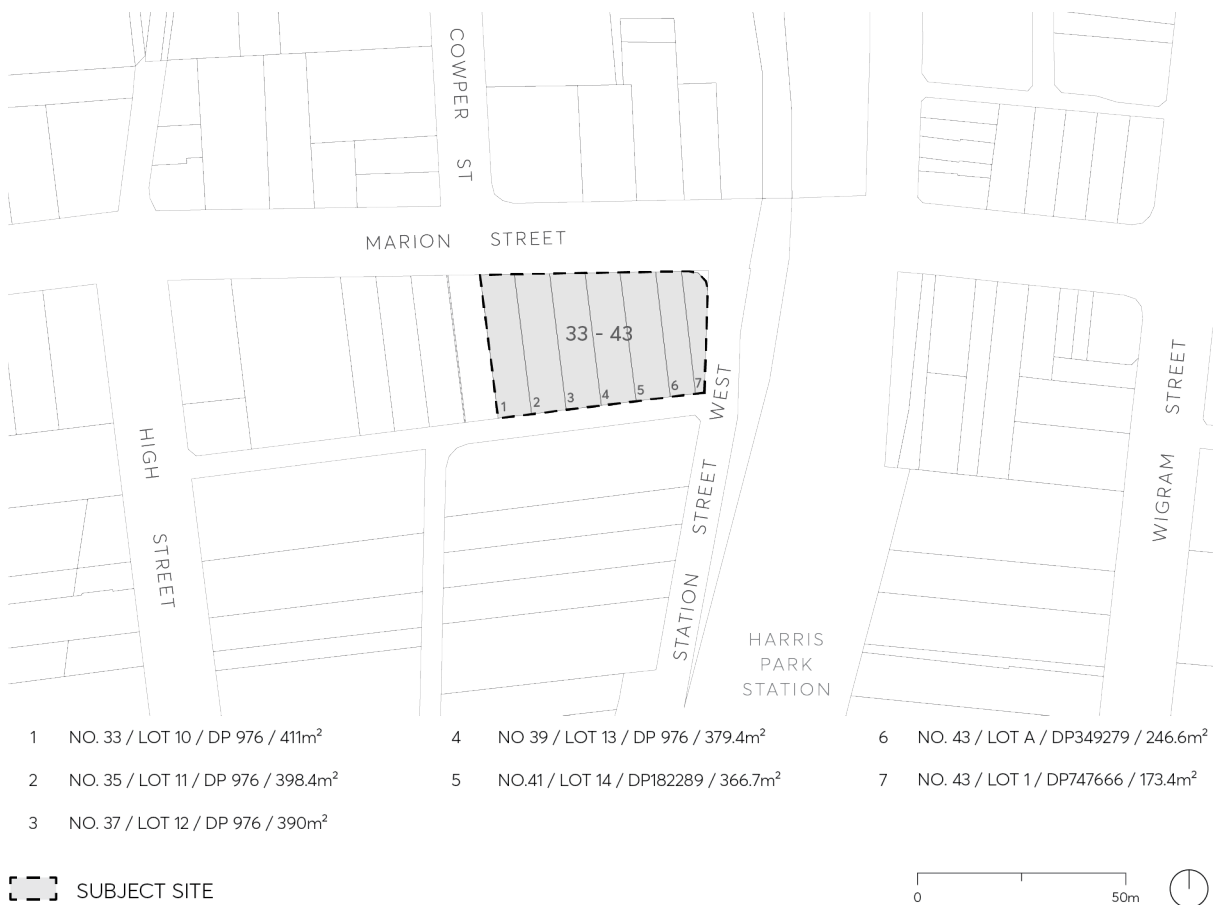 COWPER ST
MARION STREET
33 - 43
1 2 3 4 5 6 7
HIGH STREET
STATION STREET WEST
WIGRAM STREET
HARRIS
PARK
STATION
1 NO. 33 / LOT 10 / DP 976 / 411m²
2 NO. 35 / LOT 11 / DP 976 / 398.4m²
3 NO. 37 / LOT 12 / DP 976 / 390m²
4 NO 39 / LOT 13 / DP 976 / 379.4m²
5 NO.41 / LOT 14 / DP182289 / 366.7m²
6 NO. 43 / LOT A / DP349279 / 246.6m²
7 NO. 43 / LOT 1 / DP747666 / 173.4m²
SUBJECT SITE
0 50m